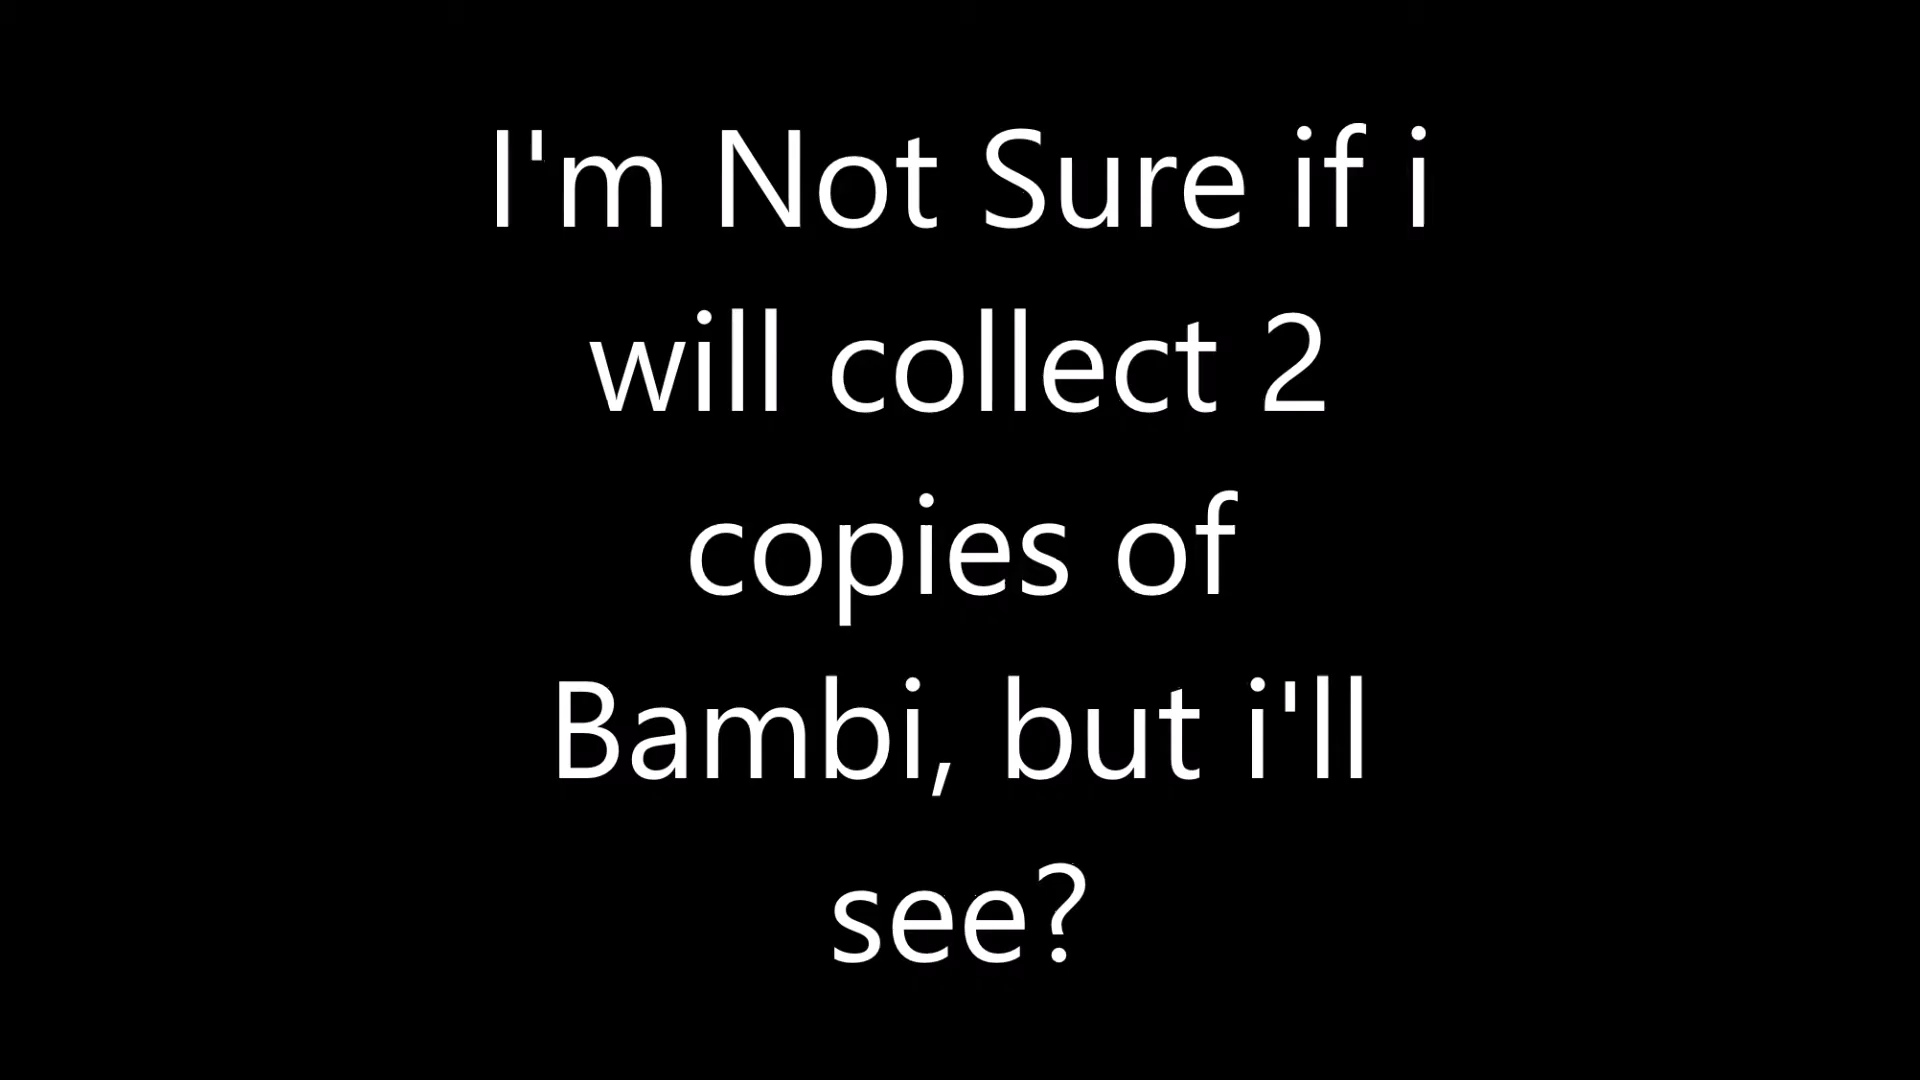 I'm Not Sure if i
will collect 2
copies of
Bambi, but i'll
see?